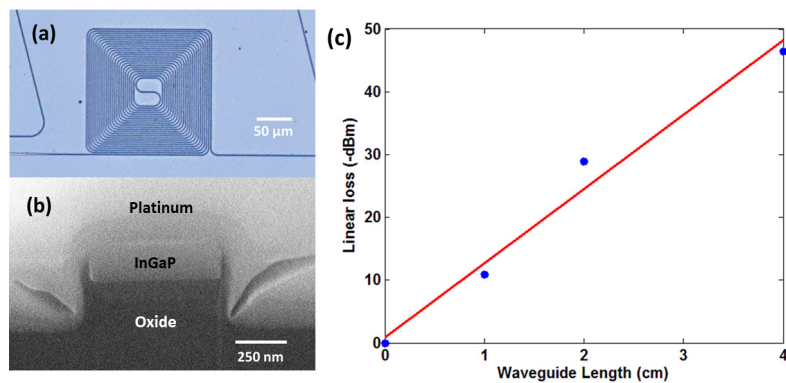 (a)
50 µm
(b)
Platinum
InGaP
Oxide
250 nm
(c)
Linear loss (-dBm)
50
40
30
20
10
0
0 1 2 3 4
Waveguide Length (cm)